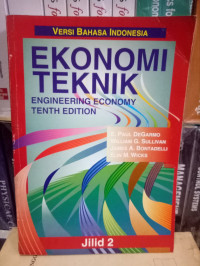 VERSI BAHASA INDONESIA
EKONOMI
TEKNIK
ENGINEERING ECONOMY
TENTH EDITION
E. PAUL DEGARMO
WILLIAM G. SULLIVAN
JAMES A. BONTADELLI
ELIN M. WICKS
Jilid 2